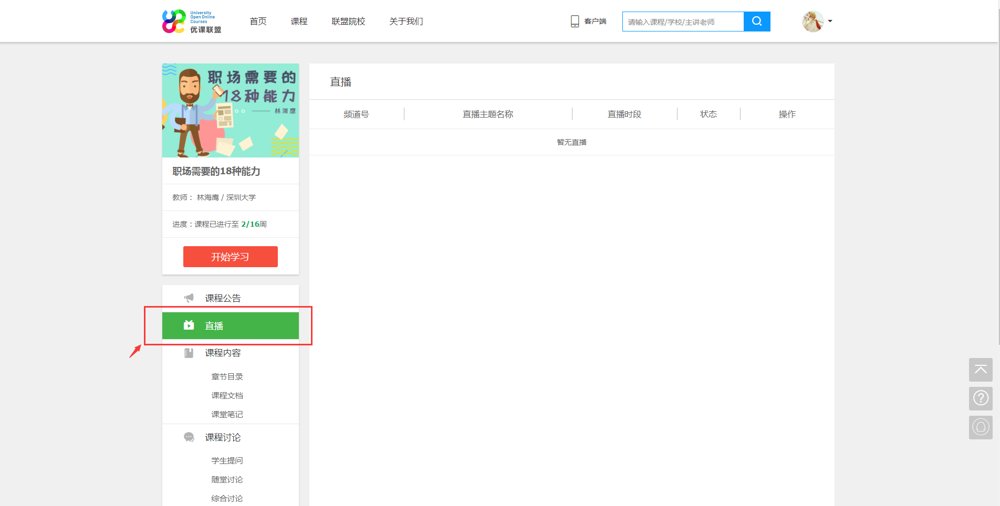 University
Open Online
Courses
优课联盟
首页
课程
联盟院校
关于我们
客户端
请输入课程/学校/主讲老师
职场需要的
18种能力
林海鹰
职场需要的18种能力
教师： 林海鹰 / 深圳大学
进度：课程已进行至 2/16周
开始学习
课程公告
直播
课程内容
章节目录
课程文档
课堂笔记
课程讨论
学生提问
随堂讨论
综合讨论
直播
频道号 直播主题名称 直播时段 状态 操作
暂无直播